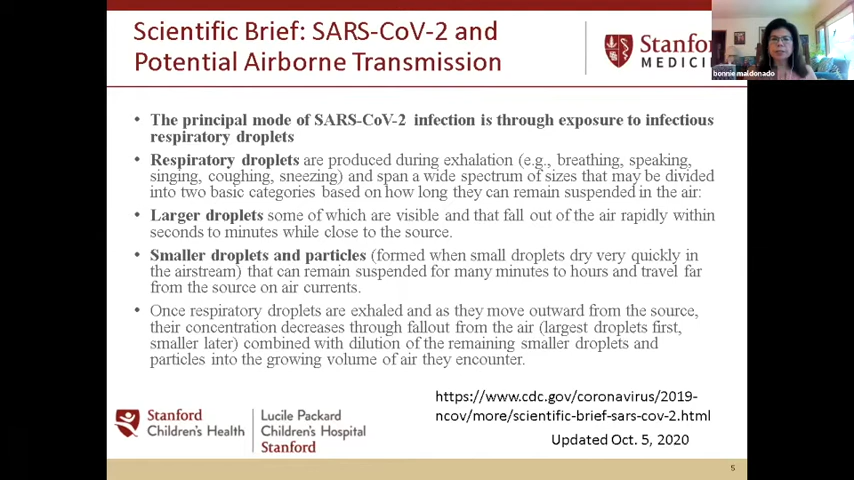 Scientific Brief: SARS-CoV-2 and
Potential Airborne Transmission
Stanford
MEDICINE
bonnie maldonado
• The principal mode of SARS-CoV-2 infection is through exposure to infectious
respiratory droplets
• Respiratory droplets are produced during exhalation (e.g., breathing, speaking,
singing, coughing, sneezing) and span a wide spectrum of sizes that may be divided
into two basic categories based on how long they can remain suspended in the air:
• Larger droplets some of which are visible and that fall out of the air rapidly within
seconds to minutes while close to the source.
• Smaller droplets and particles (formed when small droplets dry very quickly in
the airstream) that can remain suspended for many minutes to hours and travel far
from the source on air currents.
• Once respiratory droplets are exhaled and as they move outward from the source,
their concentration decreases through fallout from the air (largest droplets first,
smaller later) combined with dilution of the remaining smaller droplets and
particles into the growing volume of air they encounter.
https://www.cdc.gov/coronavirus/2019-
ncov/more/scientific-brief-sars-cov-2.html
Updated Oct. 5, 2020
Stanford
Children's Health
Lucile Packard
Children's Hospital
Stanford
5